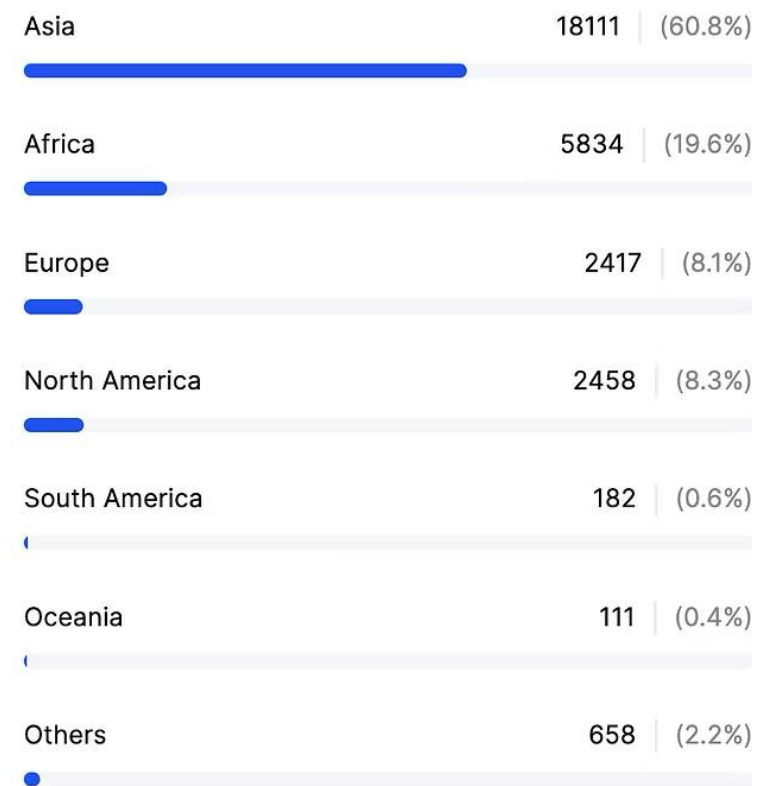 Asia 18111 (60.8%)
Africa 5834 (19.6%)
Europe 2417 (8.1%)
North America 2458 (8.3%)
South America 182 (0.6%)
Oceania 111 (0.4%)
Others 658 (2.2%)